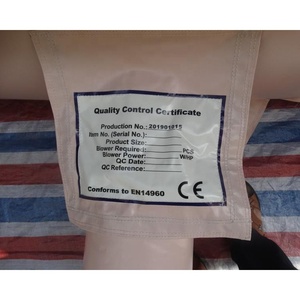 Quality Control Certificate
Production No.: 201901015
Item No. (Serial No.):
Product Size:
Blower Require: PCS
Blower Power: W/hp
QC Date:
QC Reference:
Conforms to EN14960
CE